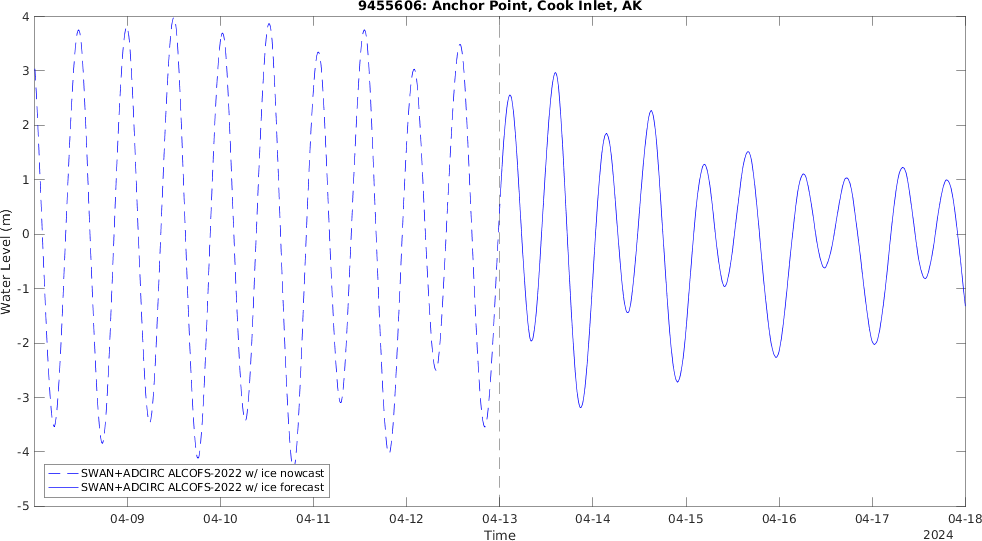 9455606: Anchor Point, Cook Inlet, AK
4
3
2
1
0
-1
-2
-3
-4
-5
Water Level (m)
SWAN+ADCIRC ALCOFS-2022 w/ ice nowcast
SWAN+ADCIRC ALCOFS-2022 w/ ice forecast
04-09 04-10 04-11 04-12 04-13 04-14 04-15 04-16 04-17 04-18
Time
2024